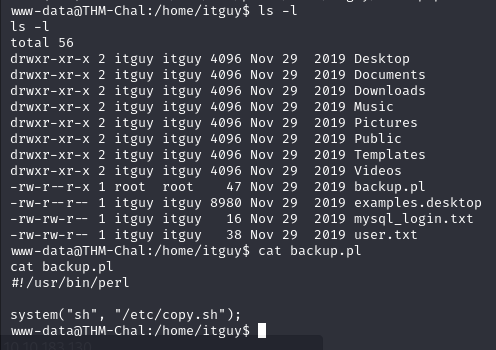 www-data@THM-Chal:/home/itguy$ ls -l
ls -l
total 56
drwxr-xr-x 2 itguy itguy 4096 Nov 29  2019 Desktop
drwxr-xr-x 2 itguy itguy 4096 Nov 29  2019 Documents
drwxr-xr-x 2 itguy itguy 4096 Nov 29  2019 Downloads
drwxr-xr-x 2 itguy itguy 4096 Nov 29  2019 Music
drwxr-xr-x 2 itguy itguy 4096 Nov 29  2019 Pictures
drwxr-xr-x 2 itguy itguy 4096 Nov 29  2019 Public
drwxr-xr-x 2 itguy itguy 4096 Nov 29  2019 Templates
drwxr-xr-x 2 itguy itguy 4096 Nov 29  2019 Videos
-rw-r--r-x 1 root  root    47 Nov 29  2019 backup.pl
-rw-r--r-- 1 itguy itguy 8980 Nov 29  2019 examples.desktop
-rw-rw-r-- 1 itguy itguy   16 Nov 29  2019 mysql_login.txt
-rw-rw-r-- 1 itguy itguy   38 Nov 29  2019 user.txt
www-data@THM-Chal:/home/itguy$ cat backup.pl
cat backup.pl
#!/usr/bin/perl

system("sh", "/etc/copy.sh");
www-data@THM-Chal:/home/itguy$